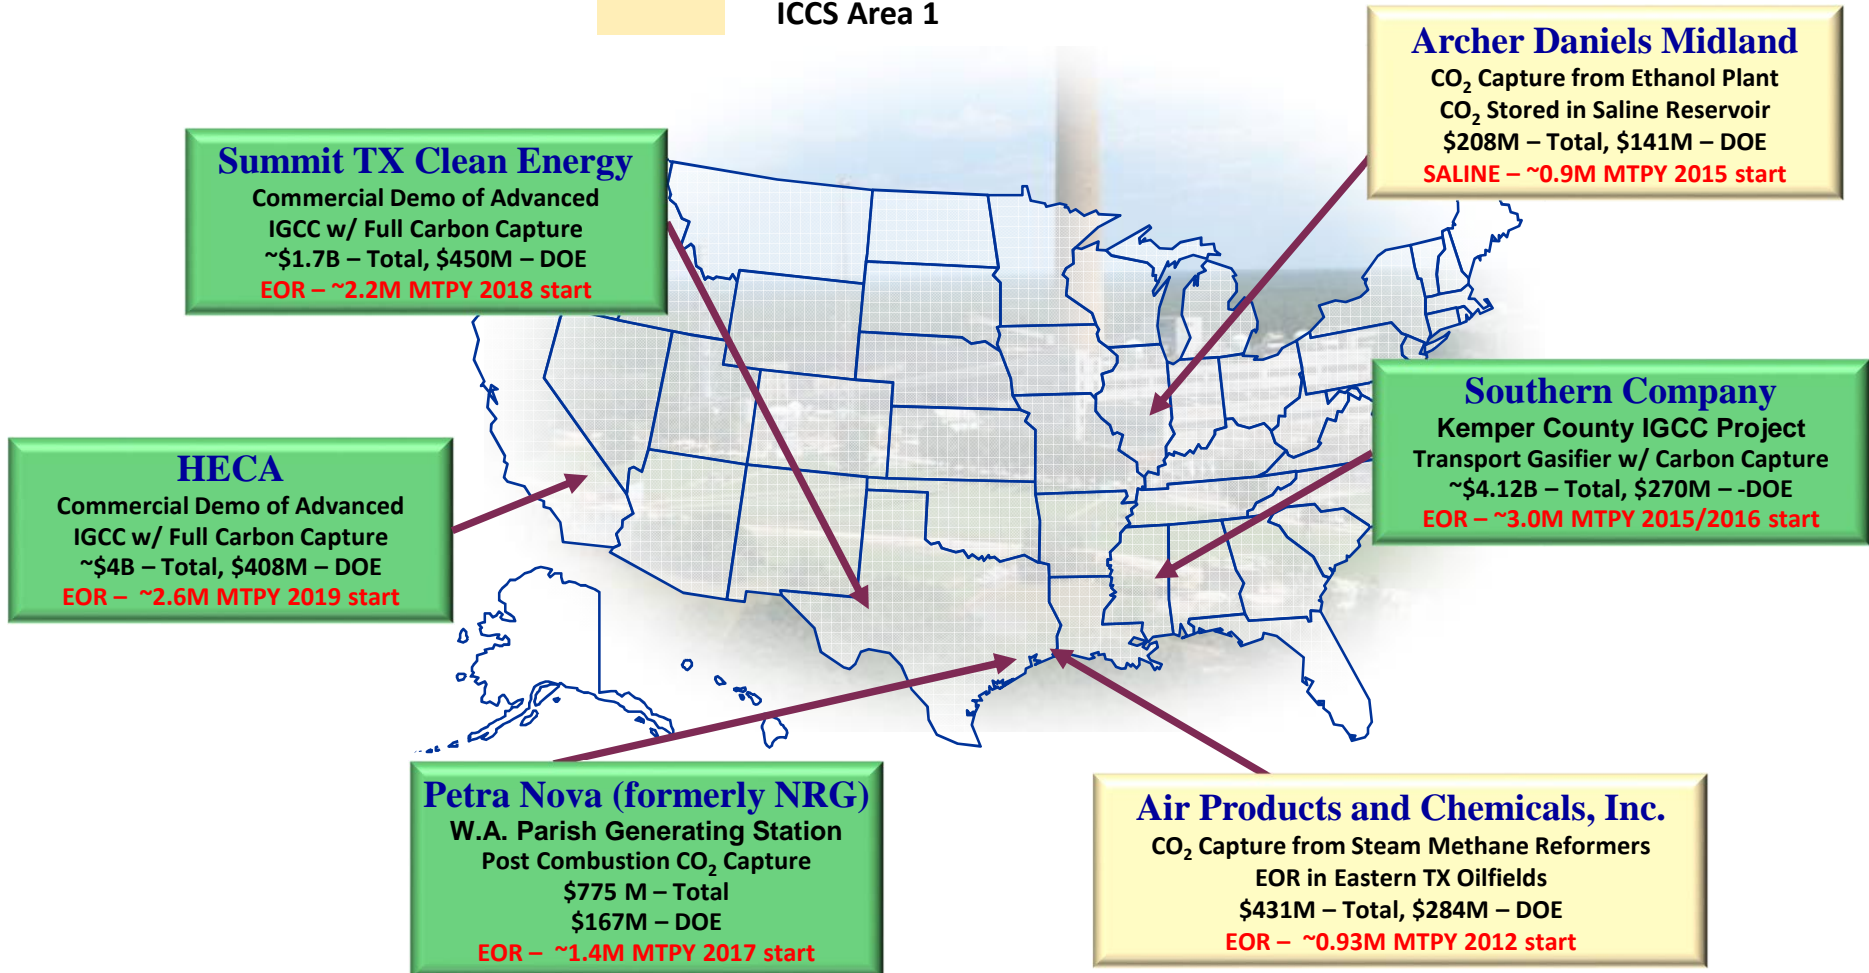 ICCS Area 1
Archer Daniels Midland
CO₂ Capture from Ethanol Plant
CO₂ Stored in Saline Reservoir
$208M – Total, $141M – DOE
SALINE – ~0.9M MTPY 2015 start
Summit TX Clean Energy
Commercial Demo of Advanced
IGCC w/ Full Carbon Capture
~$1.7B – Total, $450M – DOE
EOR – ~2.2M MTPY 2018 start
Southern Company
Kemper County IGCC Project
Transport Gasifier w/ Carbon Capture
~$4.12B – Total, $270M – -DOE
EOR – ~3.0M MTPY 2015/2016 start
HECA
Commercial Demo of Advanced
IGCC w/ Full Carbon Capture
~$4B – Total, $408M – DOE
EOR – ~2.6M MTPY 2019 start
Petra Nova (formerly NRG)
W.A. Parish Generating Station
Post Combustion CO₂ Capture
$775 M – Total
$167M – DOE
EOR – ~1.4M MTPY 2017 start
Air Products and Chemicals, Inc.
CO₂ Capture from Steam Methane Reformers
EOR in Eastern TX Oilfields
$431M – Total, $284M – DOE
EOR – ~0.93M MTPY 2012 start